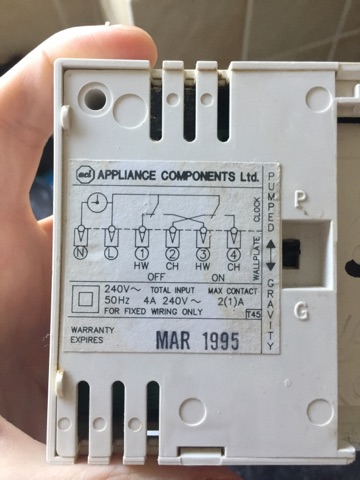 acl APPLIANCE COMPONENTS Ltd.
N L 1 2 3 4
HW CH HW CH
OFF ON
240V~ TOTAL INPUT MAX CONTACT
50Hz 4A 240V~ 2(1)A
FOR FIXED WIRING ONLY T45
WARRANTY
EXPIRES
MAR 1995
WALLPLATE CLOCK
PUMPED GRAVITY
P
G